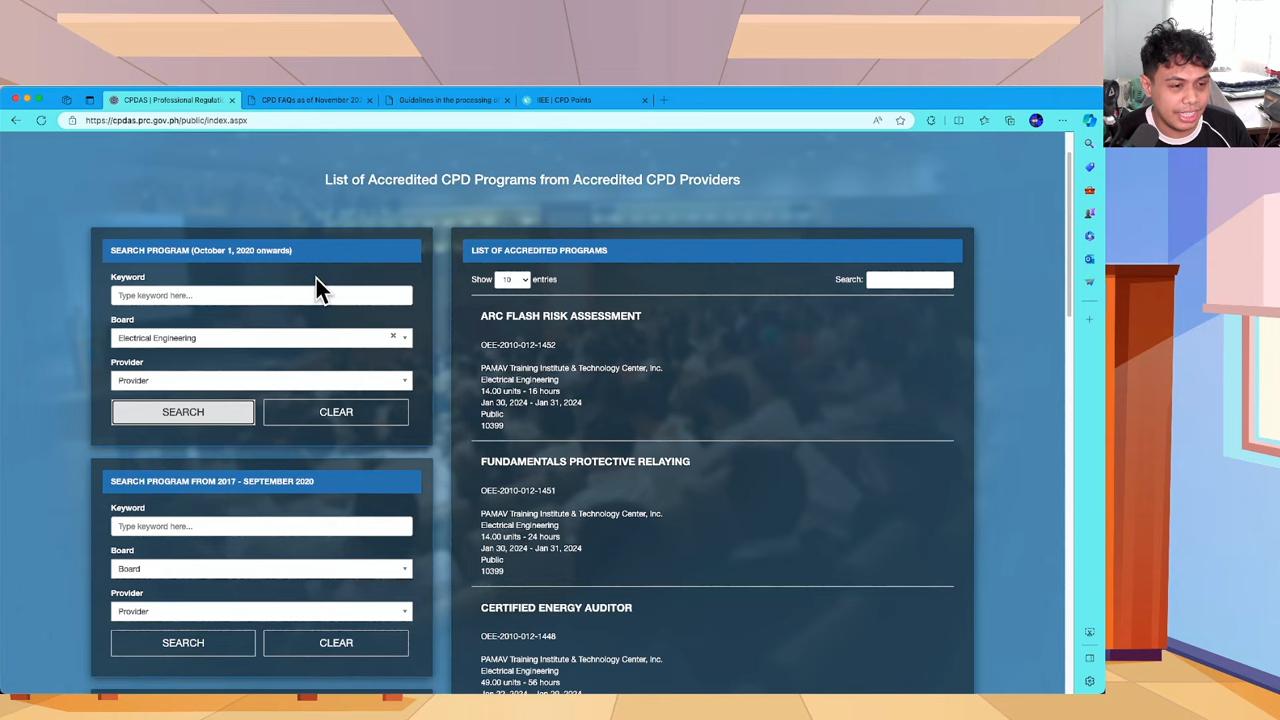 CPDAS | Professional Regulati
CPD FAQs as of November 202
Guidelines in the processing of
IIEE | CPD Points
https://cpdas.prc.gov.ph/public/index.aspx
List of Accredited CPD Programs from Accredited CPD Providers
SEARCH PROGRAM (October 1, 2020 onwards)
Keyword
Type keyword here...
Board
Electrical Engineering
Provider
Provider
SEARCH
CLEAR
SEARCH PROGRAM FROM 2017 - SEPTEMBER 2020
Keyword
Type keyword here...
Board
Board
Provider
Provider
SEARCH
CLEAR
LIST OF ACCREDITED PROGRAMS
Show 10 entries
Search:
ARC FLASH RISK ASSESSMENT
OEE-2010-012-1452
PAMAV Training Institute & Technology Center, Inc.
Electrical Engineering
14.00 units - 16 hours
Jan 30, 2024 - Jan 31, 2024
Public
10399
FUNDAMENTALS PROTECTIVE RELAYING
OEE-2010-012-1451
PAMAV Training Institute & Technology Center, Inc.
Electrical Engineering
14.00 units - 24 hours
Jan 30, 2024 - Jan 31, 2024
Public
10399
CERTIFIED ENERGY AUDITOR
OEE-2010-012-1448
PAMAV Training Institute & Technology Center, Inc.
Electrical Engineering
49.00 units - 56 hours